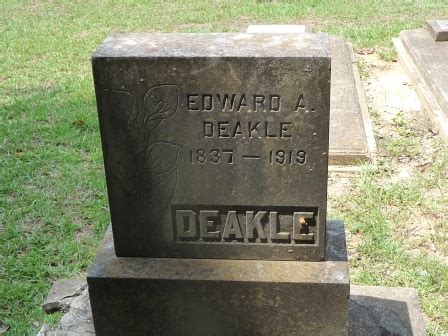 EDWARD A.
DEAKLE
1837 — 1919
DEAKLE